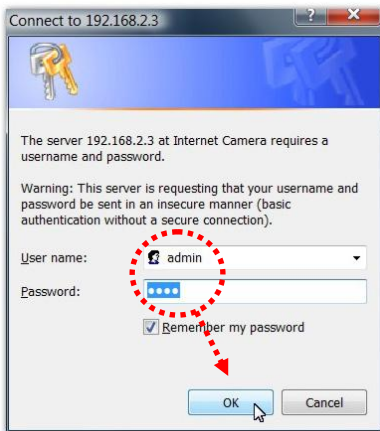 Connect to 192.168.2.3
The server 192.168.2.3 at Internet Camera requires a
username and password.
Warning: This server is requesting that your username and
password be sent in an insecure manner (basic
authentication without a secure connection).
User name: admin
Password: ••••
Remember my password
OK Cancel